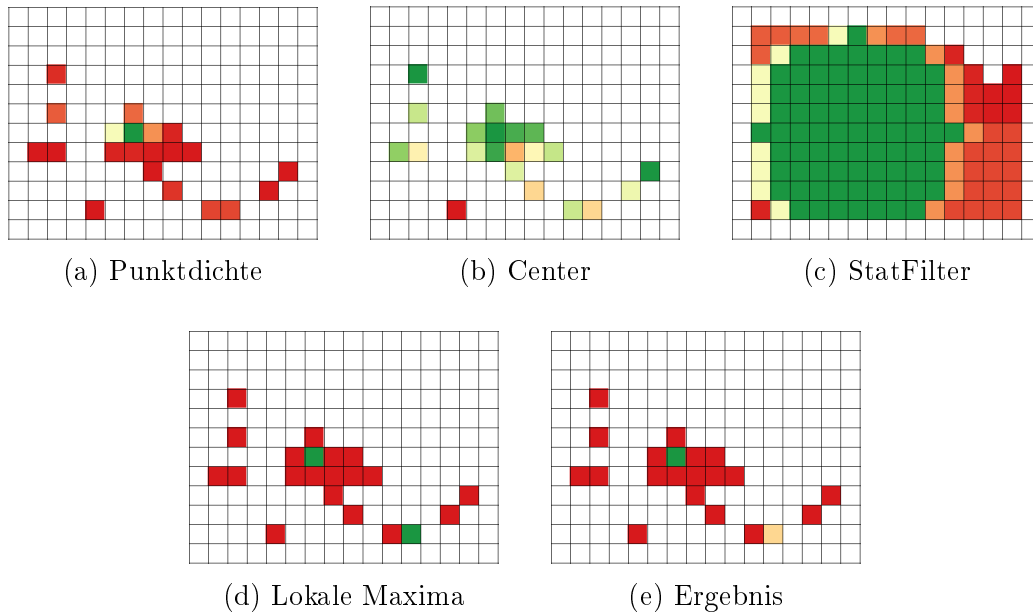 (a) Punktdichte
(b) Center
(c) StatFilter
(d) Lokale Maxima
(e) Ergebnis